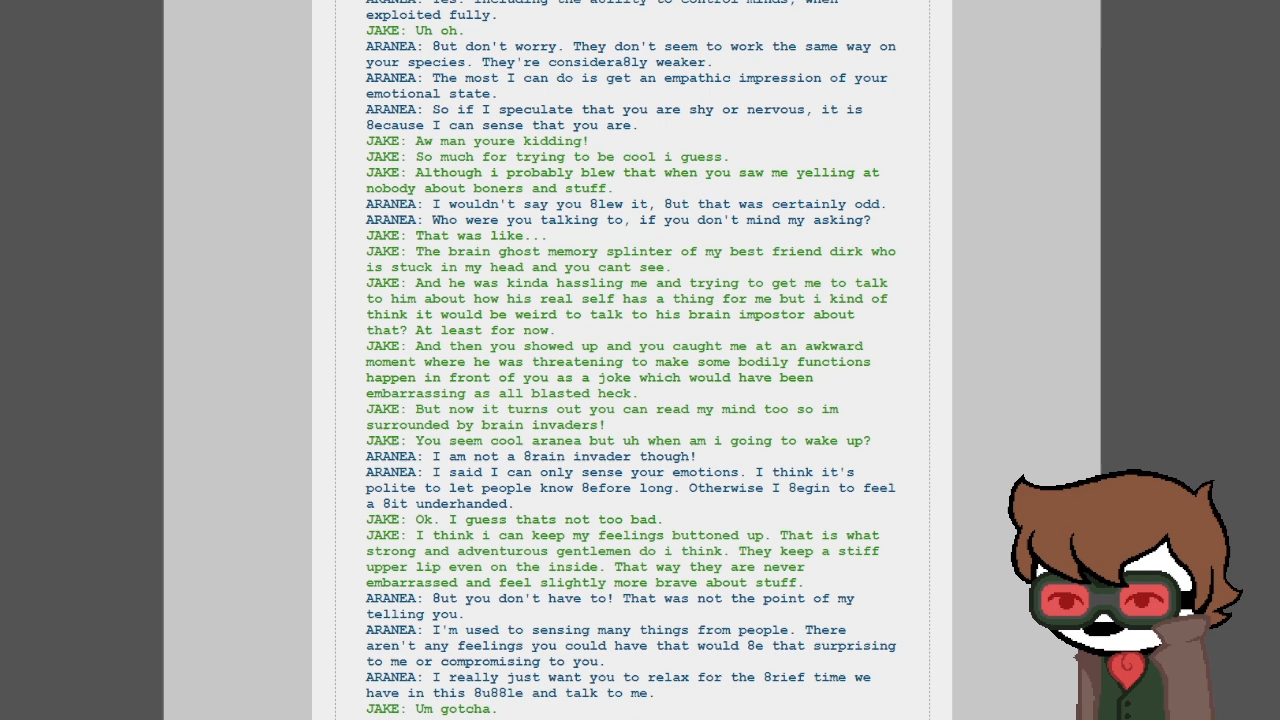 ARANEA: Yes. Including the ability to control minds, when
exploited fully.
JAKE: Uh oh.
ARANEA: 8ut don't worry. They don't seem to work the same way on
your species. They're considera8ly weaker.
ARANEA: The most I can do is get an empathic impression of your
emotional state.
ARANEA: So if I speculate that you are shy or nervous, it is
8ecause I can sense that you are.
JAKE: Aw man youre kidding!
JAKE: So much for trying to be cool i guess.
JAKE: Although i probably blew that when you saw me yelling at
nobody about boners and stuff.
ARANEA: I wouldn't say you 8lew it, 8ut that was certainly odd.
ARANEA: Who were you talking to, if you don't mind my asking?
JAKE: That was like...
JAKE: The brain ghost memory splinter of my best friend dirk who
is stuck in my head and you cant see.
JAKE: And he was kinda hassling me and trying to get me to talk
to him about how his real self has a thing for me but i kind of
think it would be weird to talk to his brain impostor about
that? At least for now.
JAKE: And then you showed up and you caught me at an awkward
moment where he was threatening to make some bodily functions
happen in front of you as a joke which would have been
embarrassing as all blasted heck.
JAKE: But now it turns out you can read my mind too so im
surrounded by brain invaders!
JAKE: You seem cool aranea but uh when am i going to wake up?
ARANEA: I am not a 8rain invader though!
ARANEA: I said I can only sense your emotions. I think it's
polite to let people know 8efore long. Otherwise I 8egin to feel
a 8it underhanded.
JAKE: Ok. I guess thats not too bad.
JAKE: I think i can keep my feelings buttoned up. That is what
strong and adventurous gentlemen do i think. They keep a stiff
upper lip even on the inside. That way they are never
embarrassed and feel slightly more brave about stuff.
ARANEA: 8ut you don't have to! That was not the point of my
telling you.
ARANEA: I'm used to sensing many things from people. There
aren't any feelings you could have that would 8e that surprising
to me or compromising to you.
ARANEA: I really just want you to relax for the 8rief time we
have in this 8u88le and talk to me.
JAKE: Um gotcha.